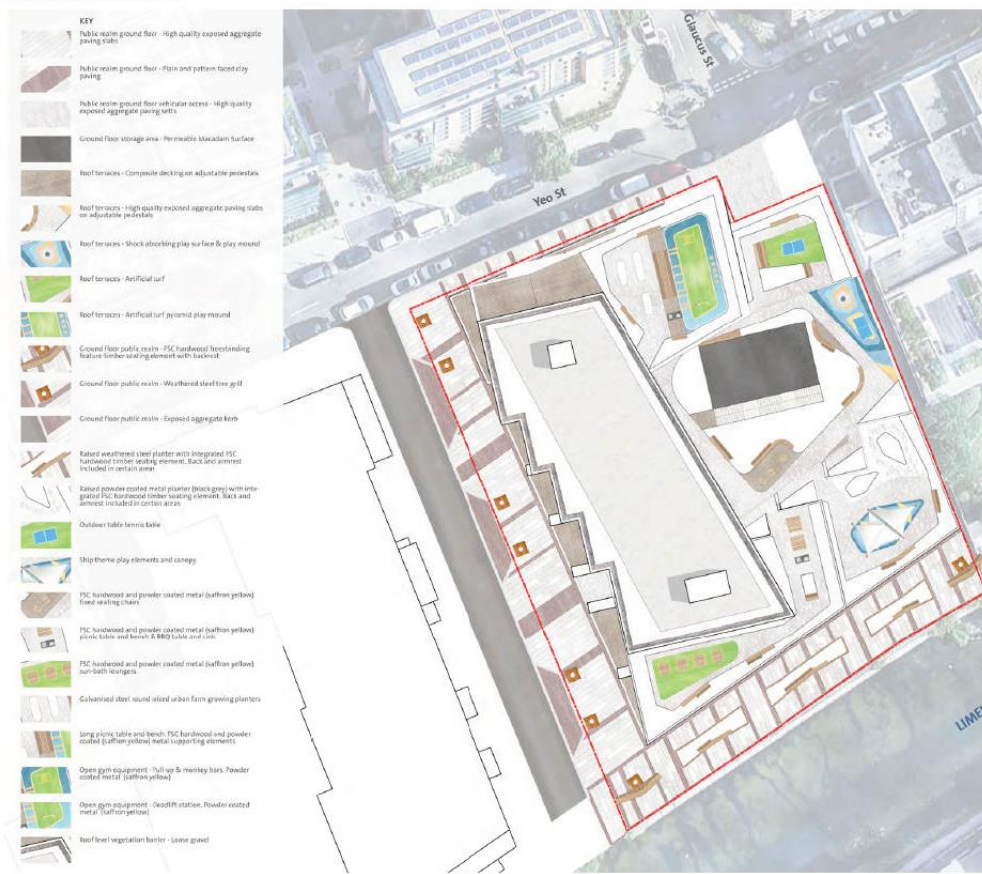 KEY
Public realm ground floor - High quality exposed aggregate
paving slabs
Public realm ground floor - Plain and pattern faced clay
paving
Public realm ground floor vehicular access - High quality
exposed aggregate paving setts
Ground floor storage area - Permeable Macadam Surface
Roof terraces - Composite decking on adjustable pedestals
Roof terraces - High quality exposed aggregate paving slabs
on adjustable pedestals
Roof terraces - Shock absorbing play surface & play mound
Roof terraces - Artificial turf
Roof terraces - Artificial turf pyramid play mound
Ground floor public realm - FSC hardwood freestanding
feature timber seating element with backrest
Ground floor public realm - Weathered steel tree grill
Ground floor public realm - Exposed aggregate kerb
Raised weathered steel planter with integrated FSC
hardwood timber seating element. Back and armrest
included in certain areas
Raised powder coated metal planter (black grey) with inte-
grated FSC hardwood timber seating element. Back and
armrest included in certain areas
Outdoor table tennis table
Ship theme play elements and canopy
FSC hardwood and powder coated metal (saffron yellow)
fixed seating chairs
FSC hardwood and powder coated metal (saffron yellow)
picnic table and bench & BBQ table and sink
FSC hardwood and powder coated metal (saffron yellow)
sun-bath loungers
Galvanised steel round raised urban farm growing planters
Long picnic table and bench. FSC hardwood and powder
coated (saffron yellow) metal supporting elements
Open gym equipment - Pull-up & monkey bars. Powder
coated metal (saffron yellow)
Open gym equipment - Deadlift station. Powder coated
metal (saffron yellow)
Roof level vegetation barrier - Loose gravel
Glaucus St
Yeo St
LIME